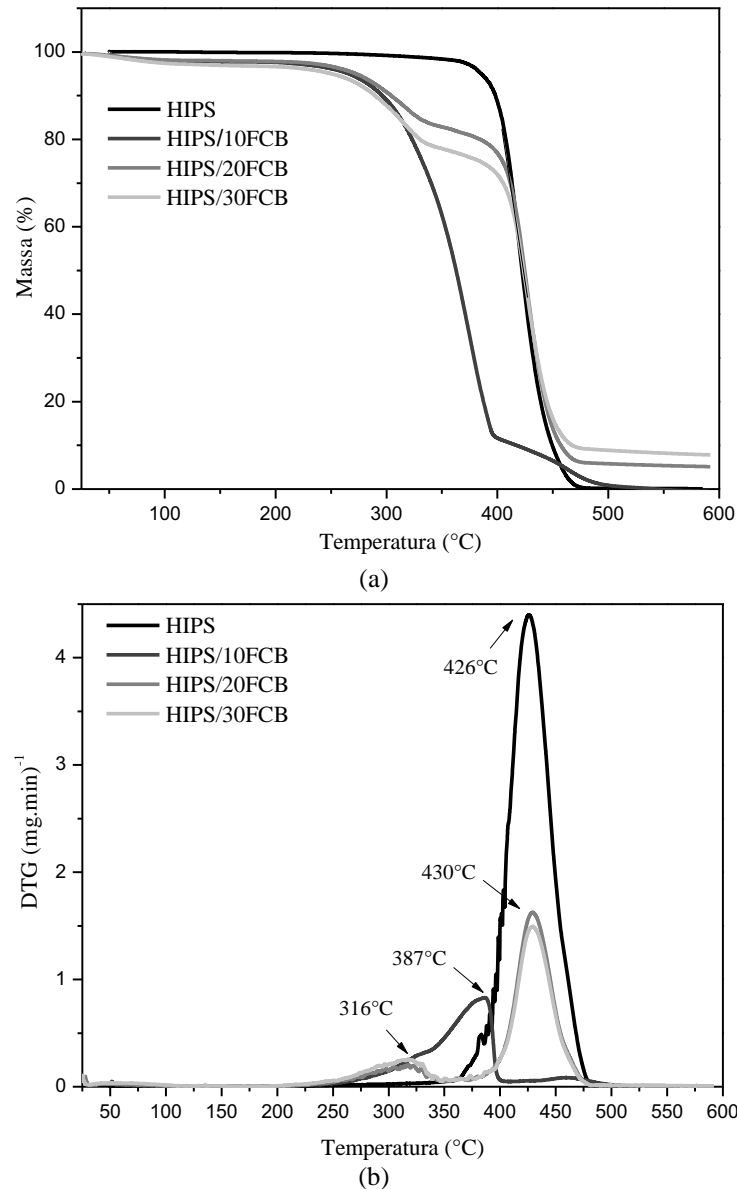 100
80
60
40
20
0
Massa (%)
HIPS
HIPS/10FCB
HIPS/20FCB
HIPS/30FCB
100
200
300
400
500
600
Temperatura (°C)
(a)
4
3
2
1
0
DTG (mg.min)⁻¹
HIPS
HIPS/10FCB
HIPS/20FCB
HIPS/30FCB
426°C
430°C
387°C
316°C
50 100 150 200 250 300 350 400 450 500 550 600
Temperatura (°C)
(b)